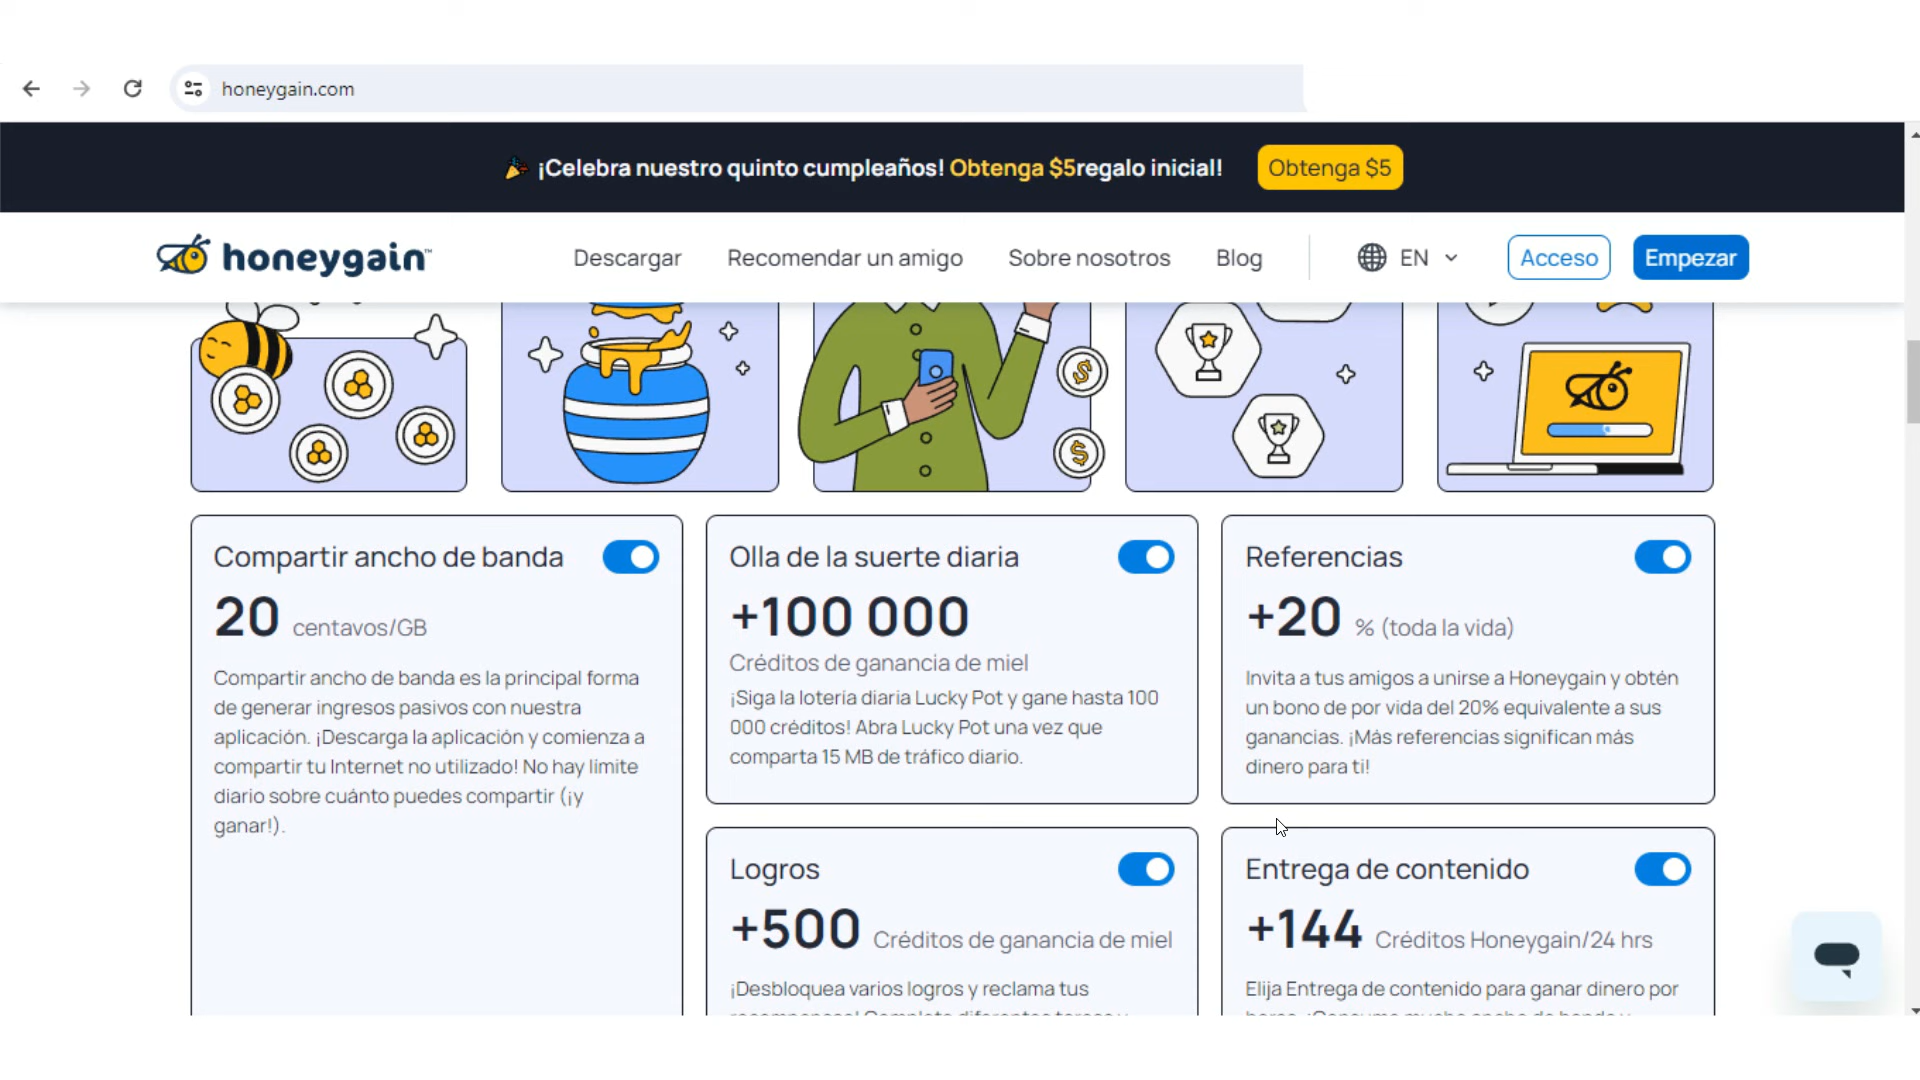 honeygain.com
¡Celebra nuestro quinto cumpleaños! Obtenga $5regalo inicial!
Obtenga $5
honeygain™
Descargar
Recomendar un amigo
Sobre nosotros
Blog
EN
Acceso
Empezar
Compartir ancho de banda
20 centavos/GB
Compartir ancho de banda es la principal forma
de generar ingresos pasivos con nuestra
aplicación. ¡Descarga la aplicación y comienza a
compartir tu Internet no utilizado! No hay límite
diario sobre cuánto puedes compartir (¡y
ganar!).
Olla de la suerte diaria
+100 000
Créditos de ganancia de miel
¡Siga la lotería diaria Lucky Pot y gane hasta 100
000 créditos! Abra Lucky Pot una vez que
comparta 15 MB de tráfico diario.
Referencias
+20 % (toda la vida)
Invita a tus amigos a unirse a Honeygain y obtén
un bono de por vida del 20% equivalente a sus
ganancias. ¡Más referencias significan más
dinero para ti!
Logros
+500 Créditos de ganancia de miel
¡Desbloquea varios logros y reclama tus
Entrega de contenido
+144 Créditos Honeygain/24 hrs
Elija Entrega de contenido para ganar dinero por